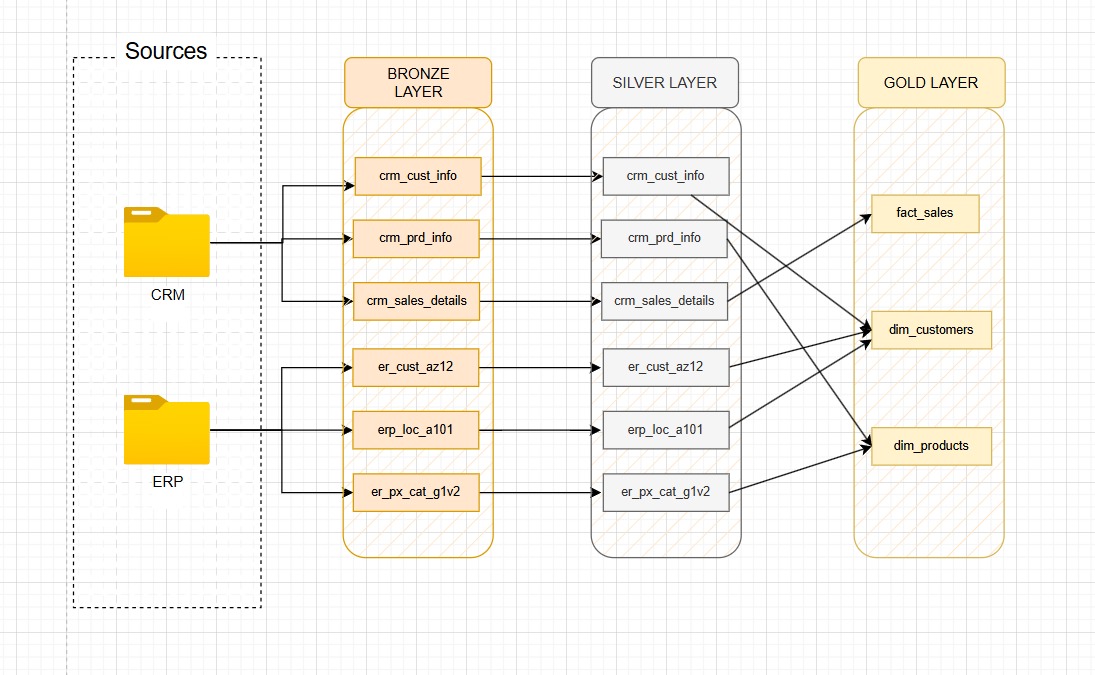 Sources
CRM
ERP
BRONZE
LAYER
crm_cust_info
crm_prd_info
crm_sales_details
er_cust_az12
erp_loc_a101
er_px_cat_g1v2
SILVER LAYER
crm_cust_info
crm_prd_info
crm_sales_details
er_cust_az12
erp_loc_a101
er_px_cat_g1v2
GOLD LAYER
fact_sales
dim_customers
dim_products